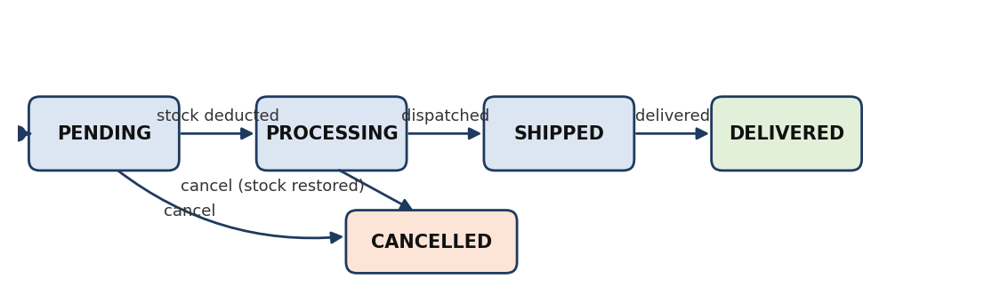 stock deducted
dispatched
delivered
PENDING
PROCESSING
SHIPPED
DELIVERED
cancel (stock restored)
cancel
CANCELLED